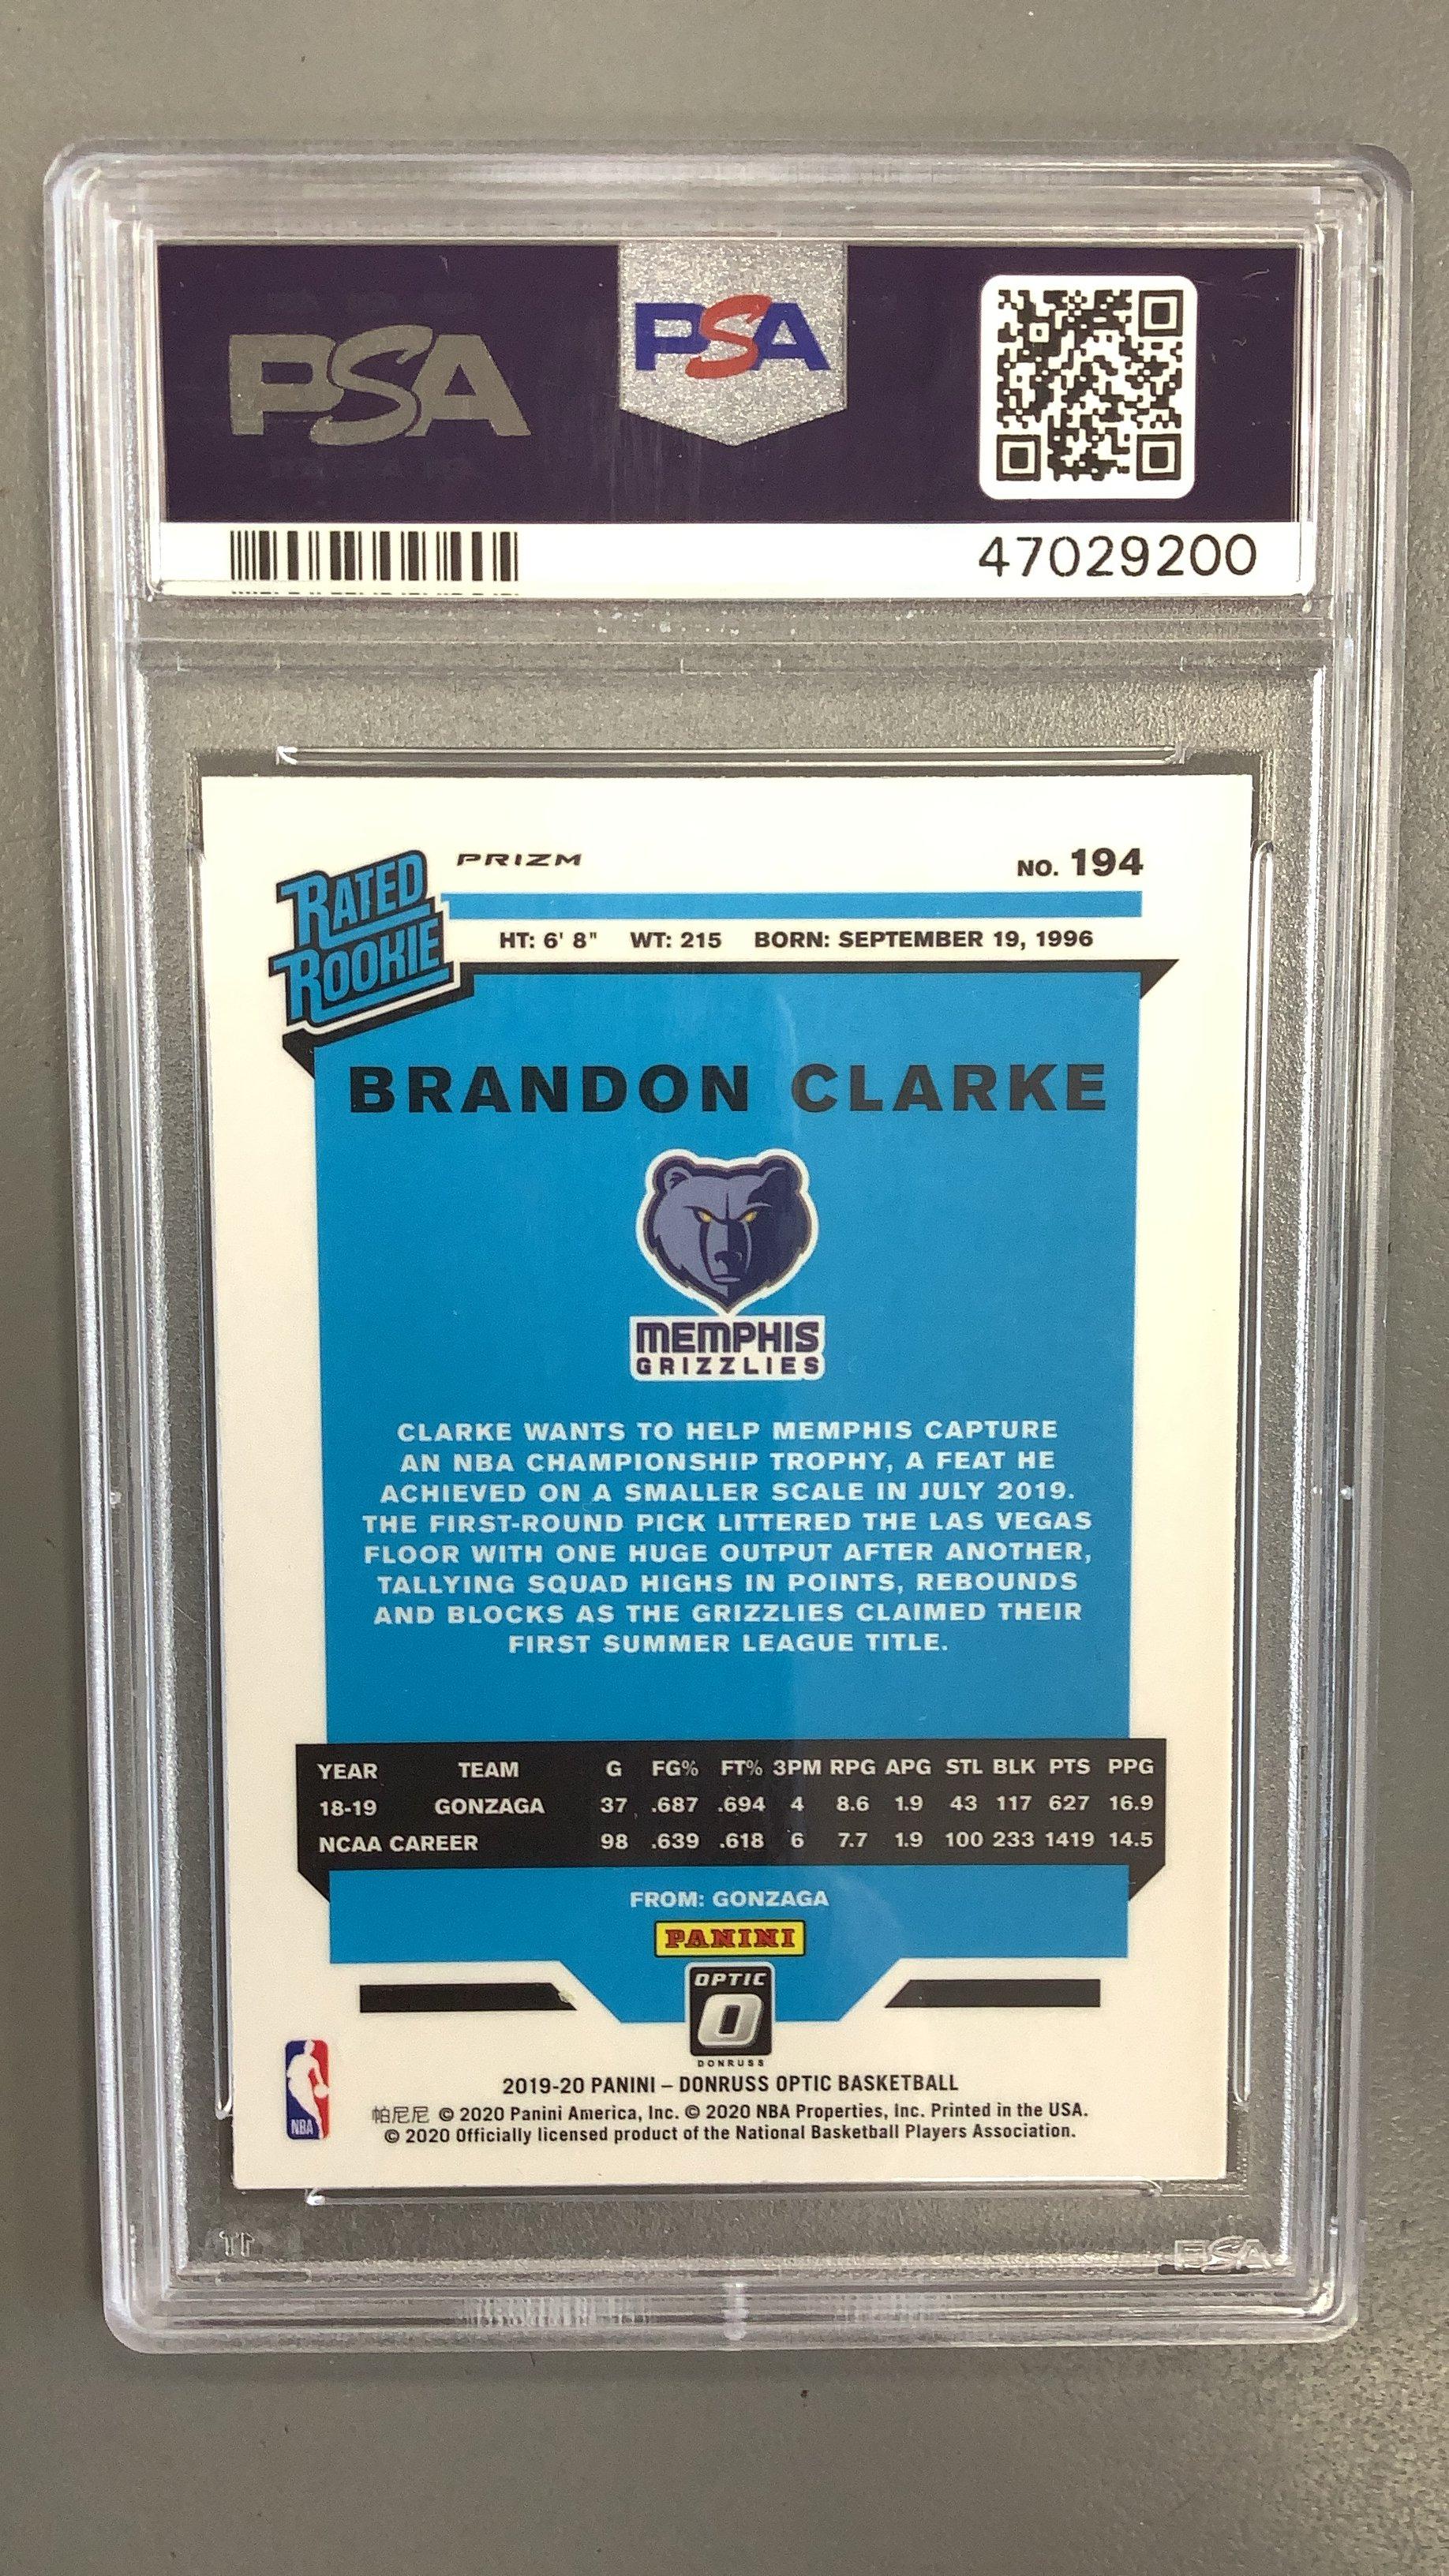 PSA
PSA
47029200
RATED
ROOKIE
PRIZM
NO. 194
HT: 6' 8" WT: 215 BORN: SEPTEMBER 19, 1996
BRANDON CLARKE
MEMPHIS
GRIZZLIES
CLARKE WANTS TO HELP MEMPHIS CAPTURE
AN NBA CHAMPIONSHIP TROPHY, A FEAT HE
ACHIEVED ON A SMALLER SCALE IN JULY 2019.
THE FIRST-ROUND PICK LITTERED THE LAS VEGAS
FLOOR WITH ONE HUGE OUTPUT AFTER ANOTHER,
TALLYING SQUAD HIGHS IN POINTS, REBOUNDS
AND BLOCKS AS THE GRIZZLIES CLAIMED THEIR
FIRST SUMMER LEAGUE TITLE.
YEAR TEAM G FG% FT% 3PM RPG APG STL BLK PTS PPG
18-19 GONZAGA 37 .687 .694 4 8.6 1.9 43 117 627 16.9
NCAA CAREER 98 .639 .618 6 7.7 1.9 100 233 1419 14.5
FROM: GONZAGA
PANINI
OPTIC
O
DONRUSS
NBA
2019-20 PANINI – DONRUSS OPTIC BASKETBALL
帕尼尼 © 2020 Panini America, Inc. © 2020 NBA Properties, Inc. Printed in the USA.
© 2020 Officially licensed product of the National Basketball Players Association.
PSA